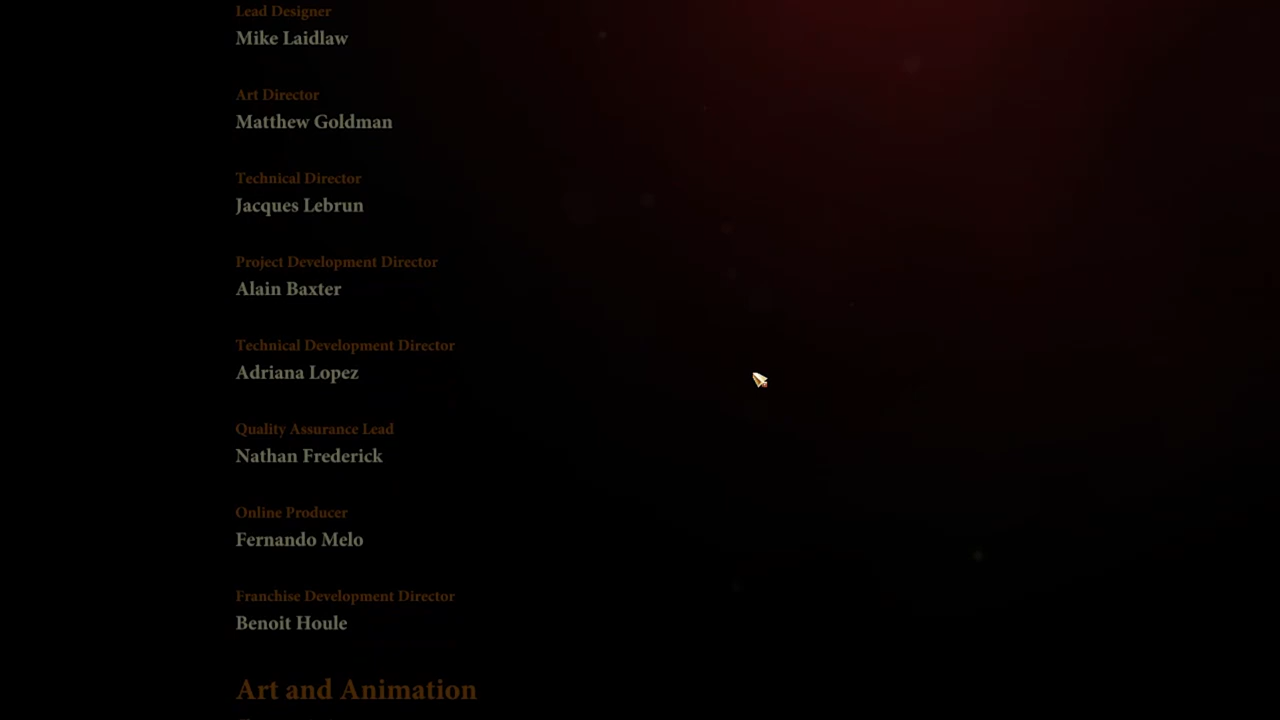 Lead Designer
Mike Laidlaw
Art Director
Matthew Goldman
Technical Director
Jacques Lebrun
Project Development Director
Alain Baxter
Technical Development Director
Adriana Lopez
Quality Assurance Lead
Nathan Frederick
Online Producer
Fernando Melo
Franchise Development Director
Benoit Houle
Art and Animation